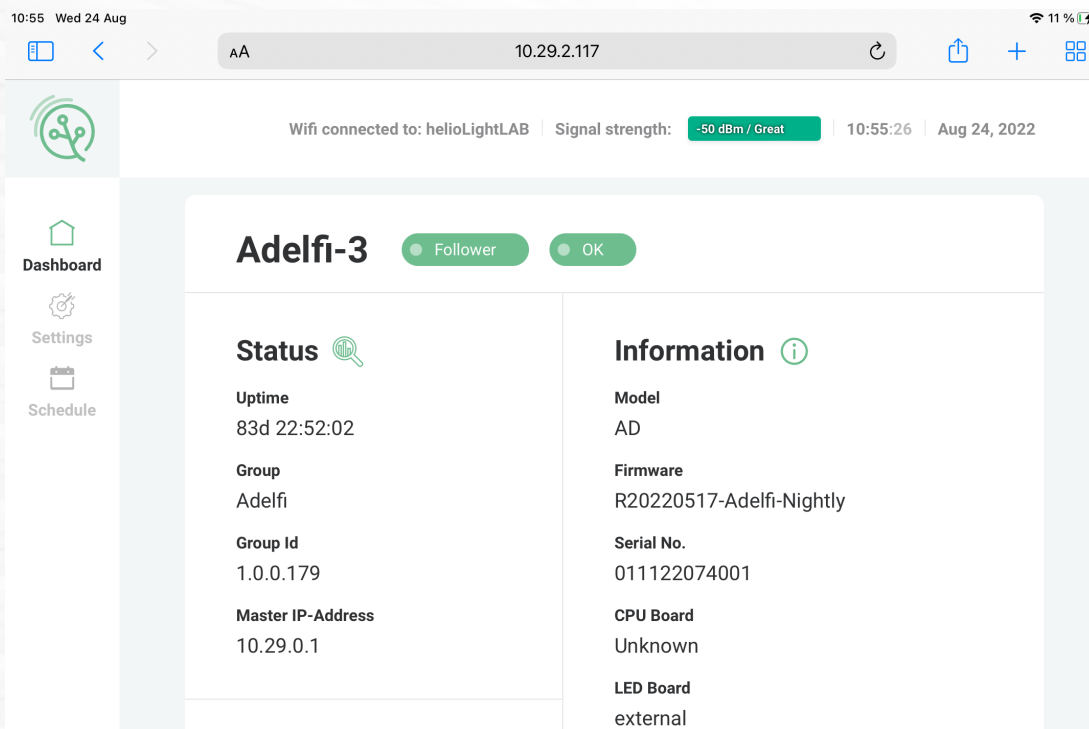 10:55 Wed 24 Aug 11 %
AA 10.29.2.117
Wifi connected to: helioLightLAB Signal strength: -50 dBm / Great 10:55:26 Aug 24, 2022
Adelfi-3 Follower OK
Dashboard
Settings
Schedule
Status
Uptime
83d 22:52:02
Group
Adelfi
Group Id
1.0.0.179
Master IP-Address
10.29.0.1
Information
Model
AD
Firmware
R20220517-Adelfi-Nightly
Serial No.
011122074001
CPU Board
Unknown
LED Board
external